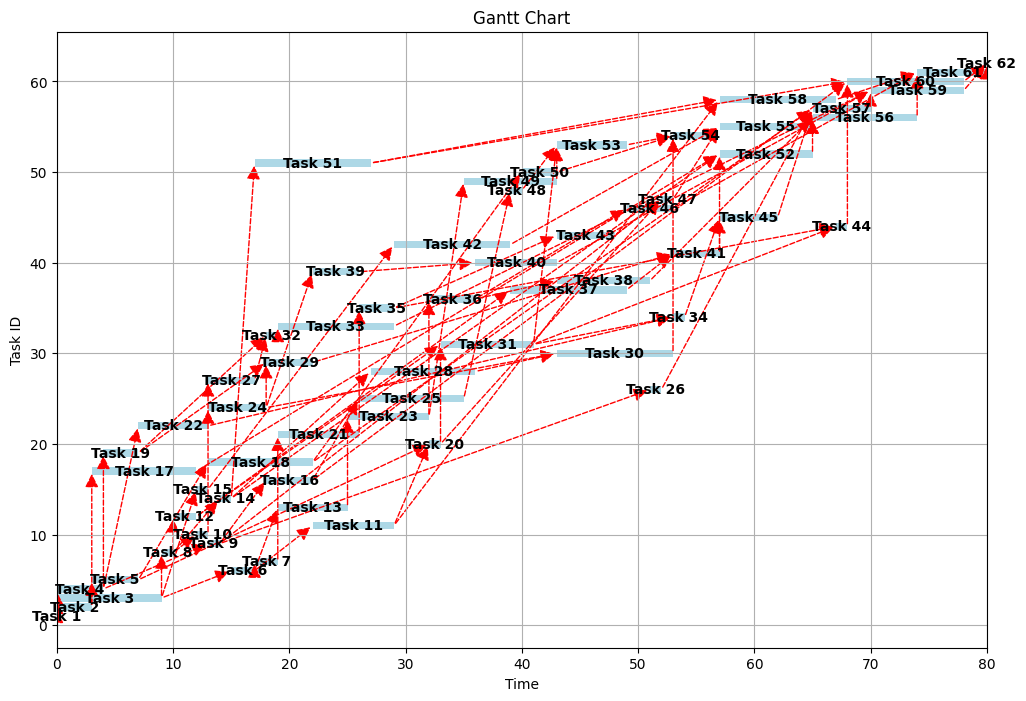 Gantt Chart
Task ID
60
50
40
30
20
10
0
Task 62
Task 61
Task 60
Task 59
Task 58
Task 57
Task 56
Task 55
Task 54
Task 53
Task 52
Task 51
Task 50
Task 49
Task 48
Task 47
Task 46
Task 45
Task 44
Task 43
Task 42
Task 41
Task 40
Task 39
Task 38
Task 37
Task 36
Task 35
Task 34
Task 33
Task 32
Task 31
Task 30
Task 29
Task 28
Task 27
Task 26
Task 25
Task 24
Task 23
Task 22
Task 21
Task 20
Task 19
Task 18
Task 17
Task 16
Task 15
Task 14
Task 13
Task 12
Task 11
Task 10
Task 9
Task 8
Task 7
Task 6
Task 5
Task 4
Task 3
Task 2
Task 1
0 10 20 30 40 50 60 70 80
Time